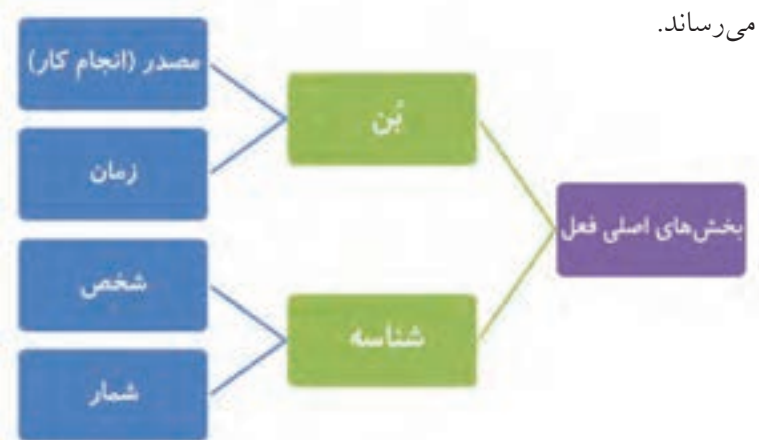 می‌رساند.
بخش‌های اصلی فعل
بُن
مصدر (انجام کار)
زمان
شناسه
شخص
شمار